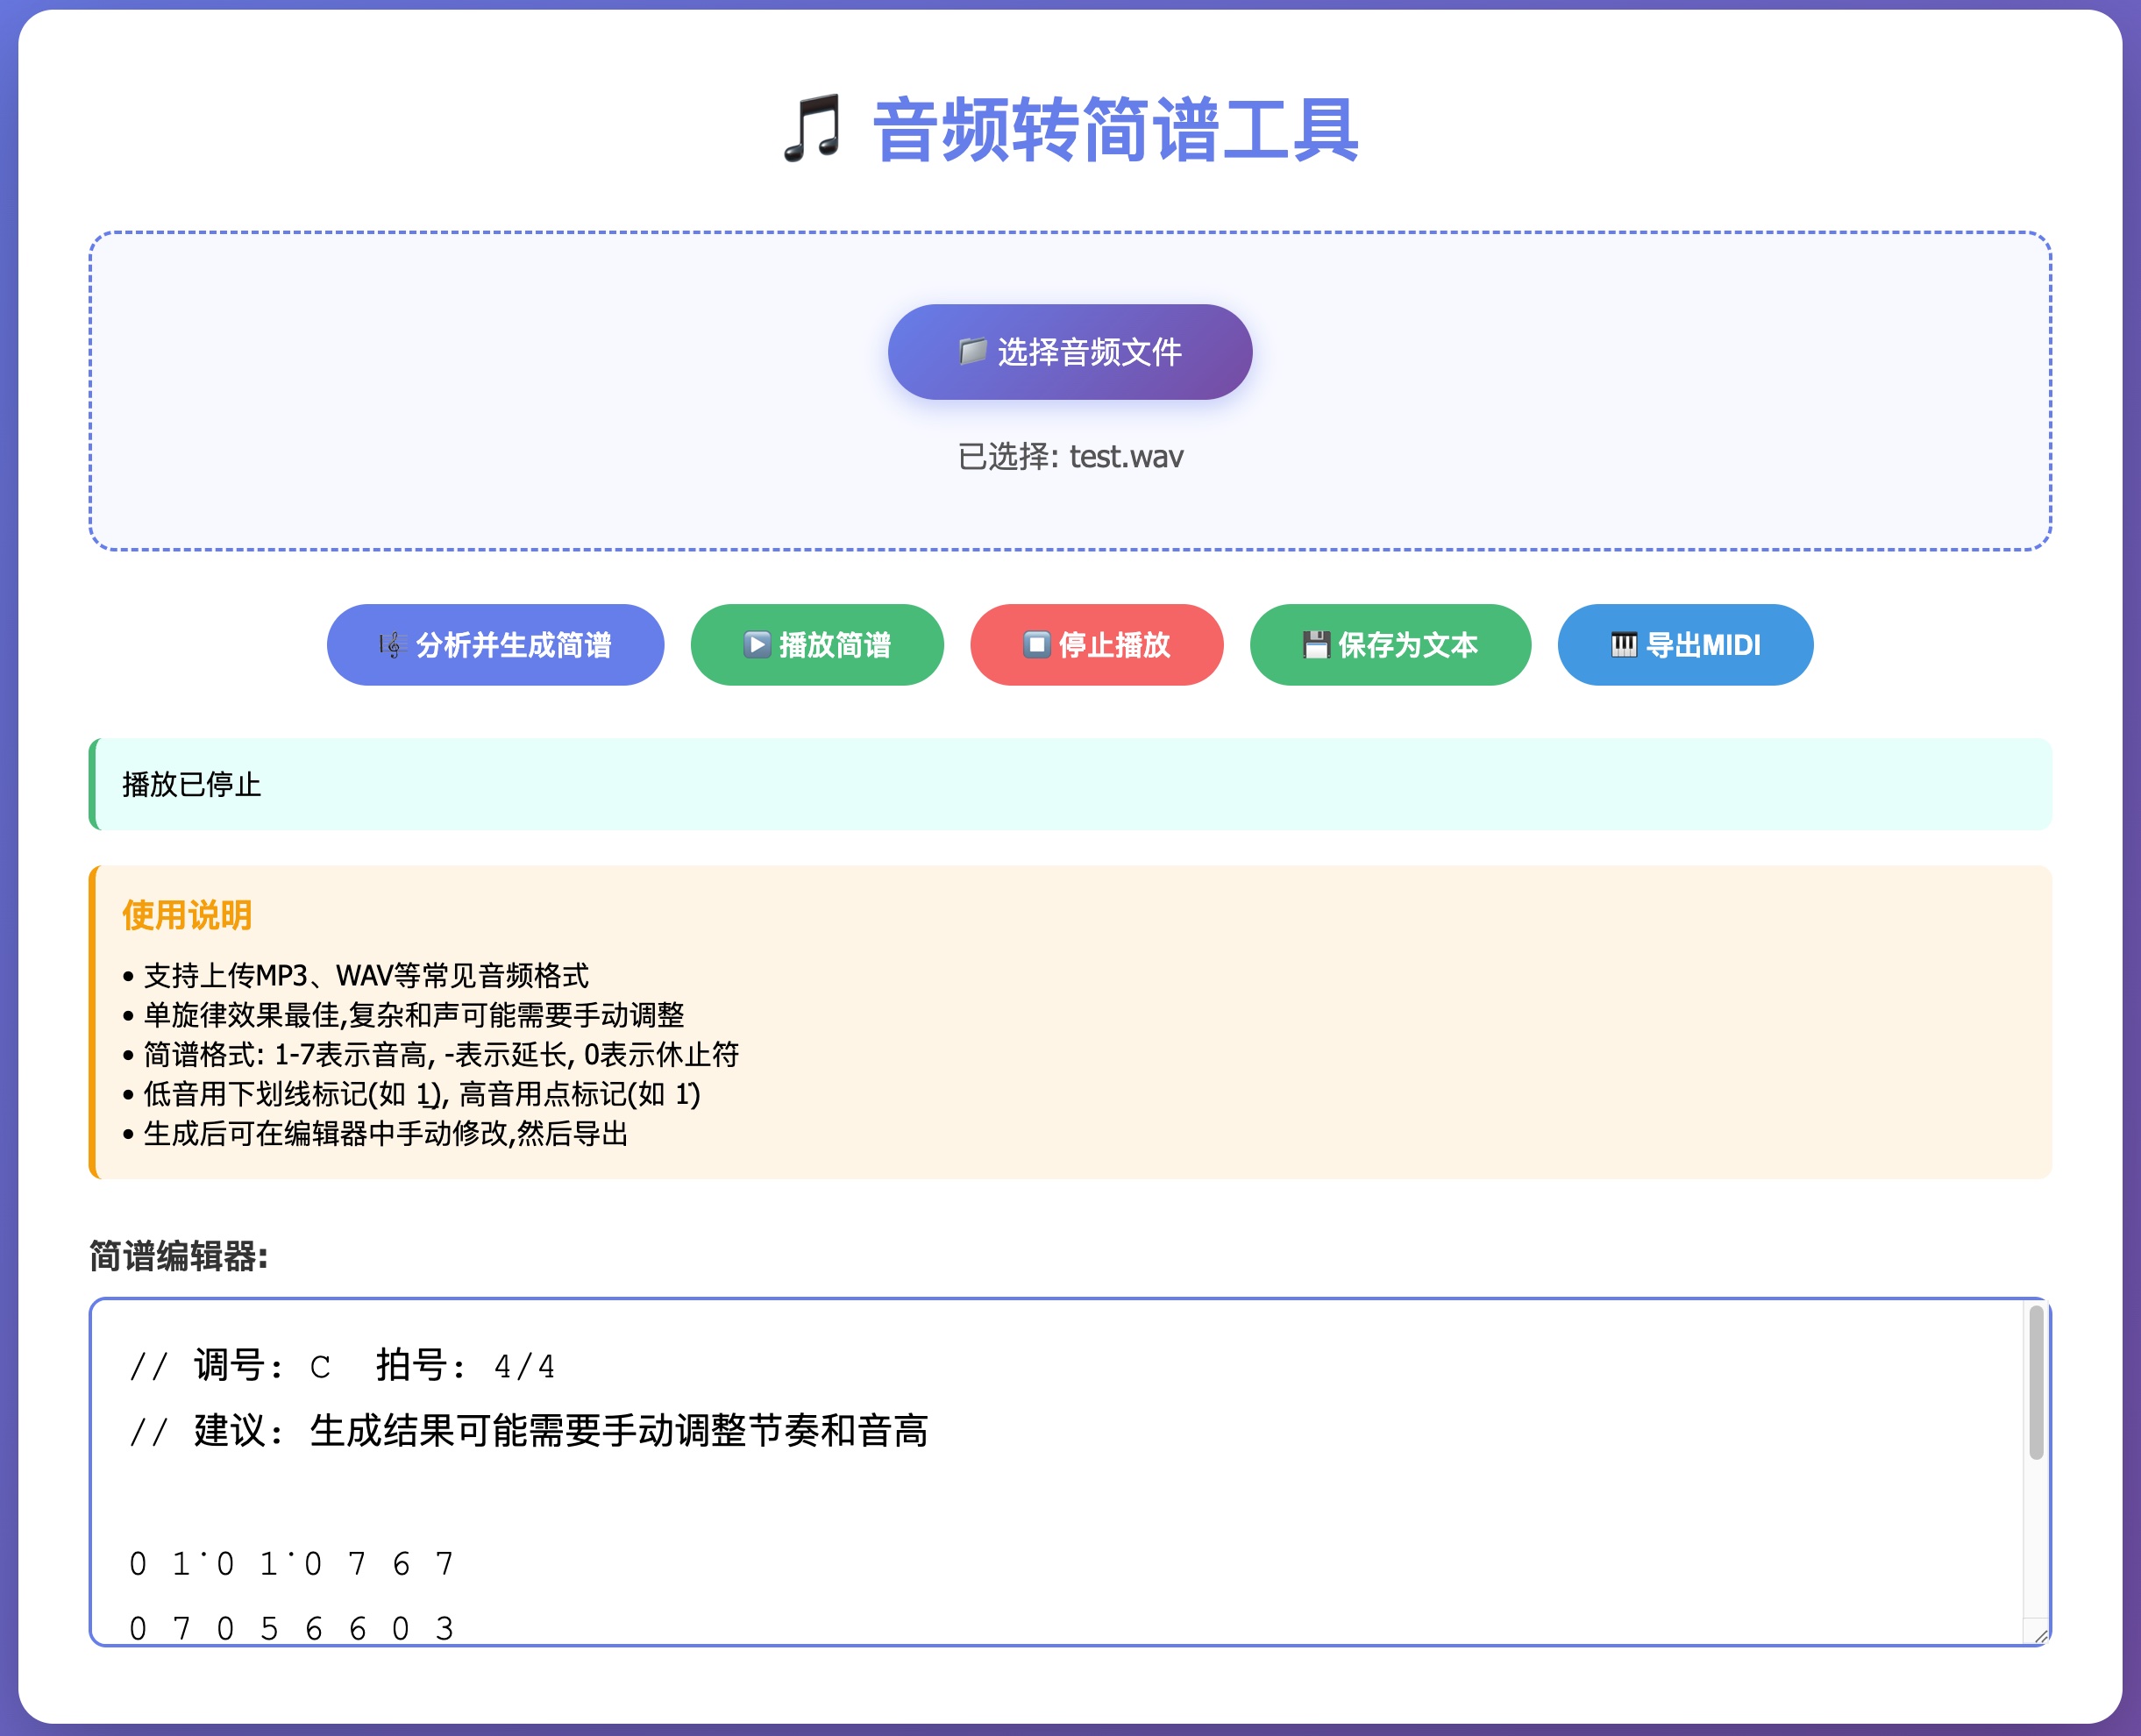 🎵 音频转简谱工具
📁 选择音频文件
已选择: test.wav
🎼 分析并生成简谱
▶️ 播放简谱
⏹️ 停止播放
💾 保存为文本
🎹 导出MIDI
播放已停止
使用说明
• 支持上传MP3、WAV等常见音频格式
• 单旋律效果最佳,复杂和声可能需要手动调整
• 简谱格式: 1-7表示音高, -表示延长, 0表示休止符
• 低音用下划线标记(如 1̲), 高音用点标记(如 1̇)
• 生成后可在编辑器中手动修改,然后导出
简谱编辑器:
// 调号: C  拍号: 4/4
// 建议: 生成结果可能需要手动调整节奏和音高
0 1̇ 0 1̇ 0 7 6 7
0 7 0 5 6 6 0 3